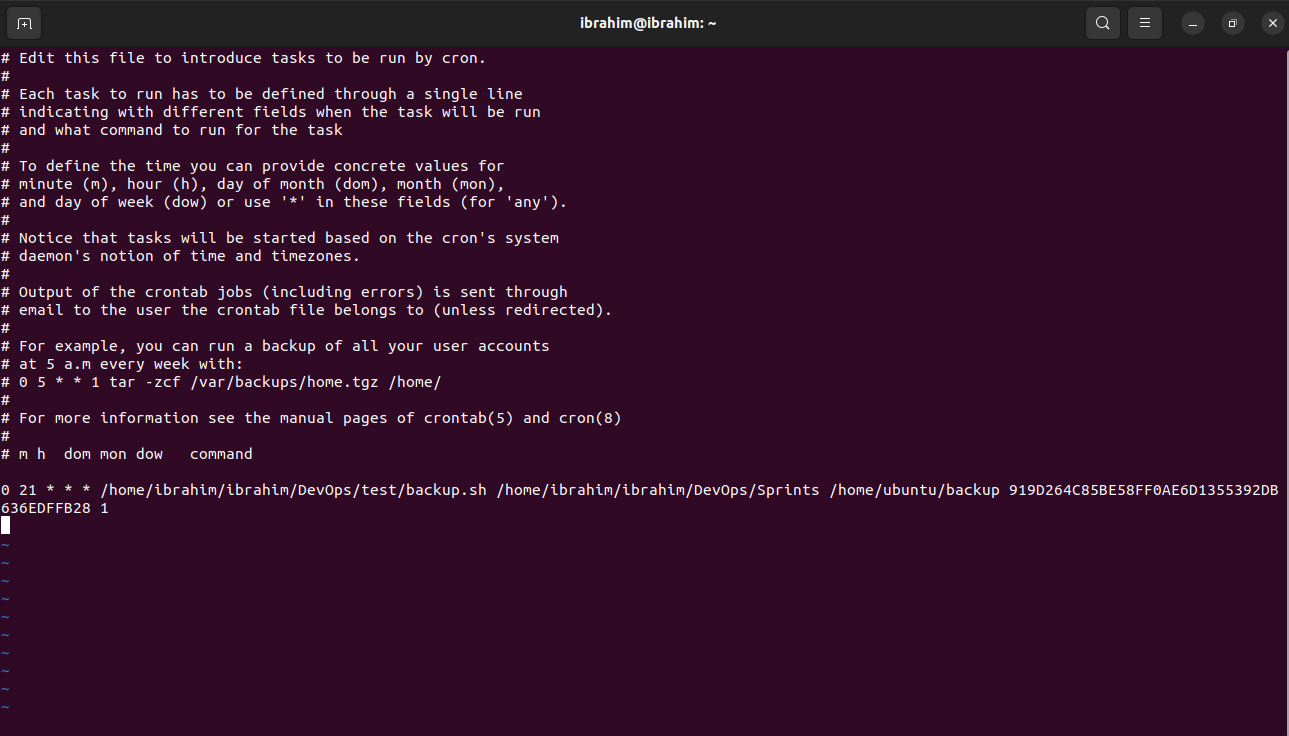 ibrahim@ibrahim: ~
# Edit this file to introduce tasks to be run by cron.
#
# Each task to run has to be defined through a single line
# indicating with different fields when the task will be run
# and what command to run for the task
#
# To define the time you can provide concrete values for
# minute (m), hour (h), day of month (dom), month (mon),
# and day of week (dow) or use '*' in these fields (for 'any').
#
# Notice that tasks will be started based on the cron's system
# daemon's notion of time and timezones.
#
# Output of the crontab jobs (including errors) is sent through
# email to the user the crontab file belongs to (unless redirected).
#
# For example, you can run a backup of all your user accounts
# at 5 a.m every week with:
# 0 5 * * 1 tar -zcf /var/backups/home.tgz /home/
#
# For more information see the manual pages of crontab(5) and cron(8)
#
# m h  dom mon dow   command

0 21 * * * /home/ibrahim/ibrahim/DevOps/test/backup.sh /home/ibrahim/ibrahim/DevOps/Sprints /home/ubuntu/backup 919D264C85BE58FF0AE6D1355392DB
636EDFFB28 1
~
~
~
~
~
~
~
~
~
~